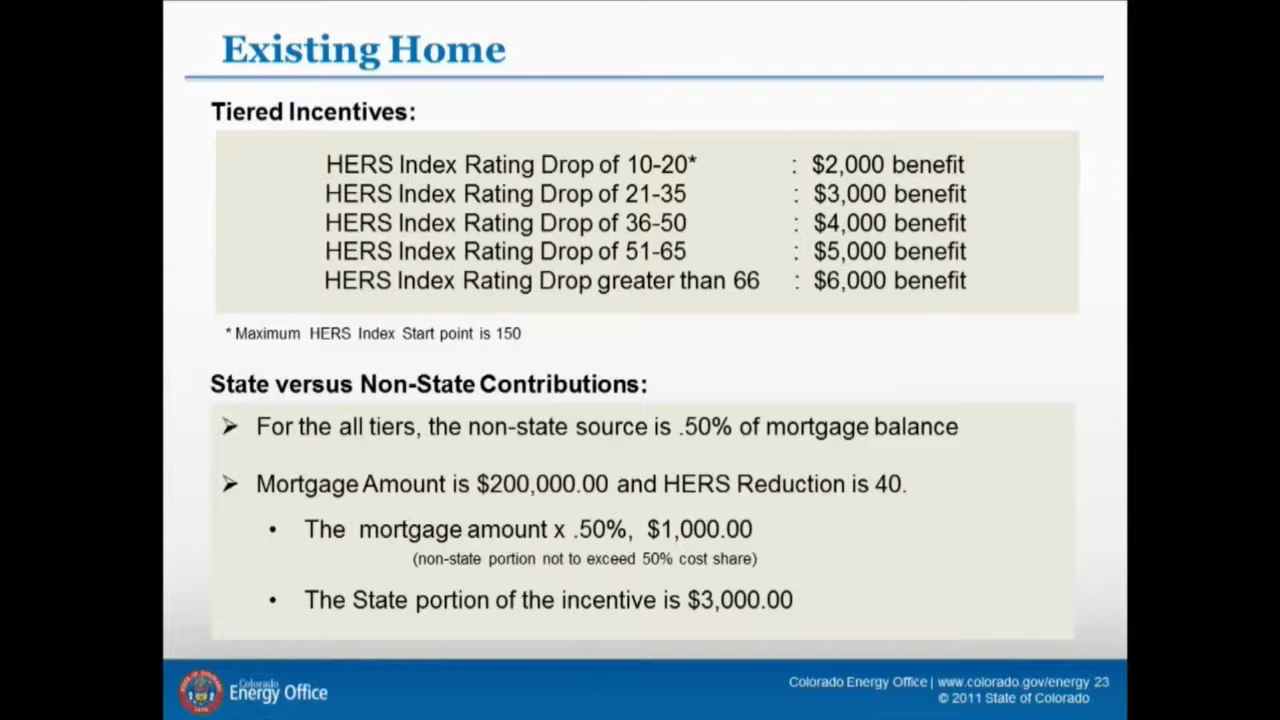 Existing Home
Tiered Incentives:
HERS Index Rating Drop of 10-20* : $2,000 benefit
HERS Index Rating Drop of 21-35 : $3,000 benefit
HERS Index Rating Drop of 36-50 : $4,000 benefit
HERS Index Rating Drop of 51-65 : $5,000 benefit
HERS Index Rating Drop greater than 66 : $6,000 benefit
* Maximum HERS Index Start point is 150
State versus Non-State Contributions:
➢ For the all tiers, the non-state source is .50% of mortgage balance
➢ Mortgage Amount is $200,000.00 and HERS Reduction is 40.
• The mortgage amount x .50%, $1,000.00
(non-state portion not to exceed 50% cost share)
• The State portion of the incentive is $3,000.00
Colorado
Energy Office
Colorado Energy Office | www.colorado.gov/energy 23
© 2011 State of Colorado